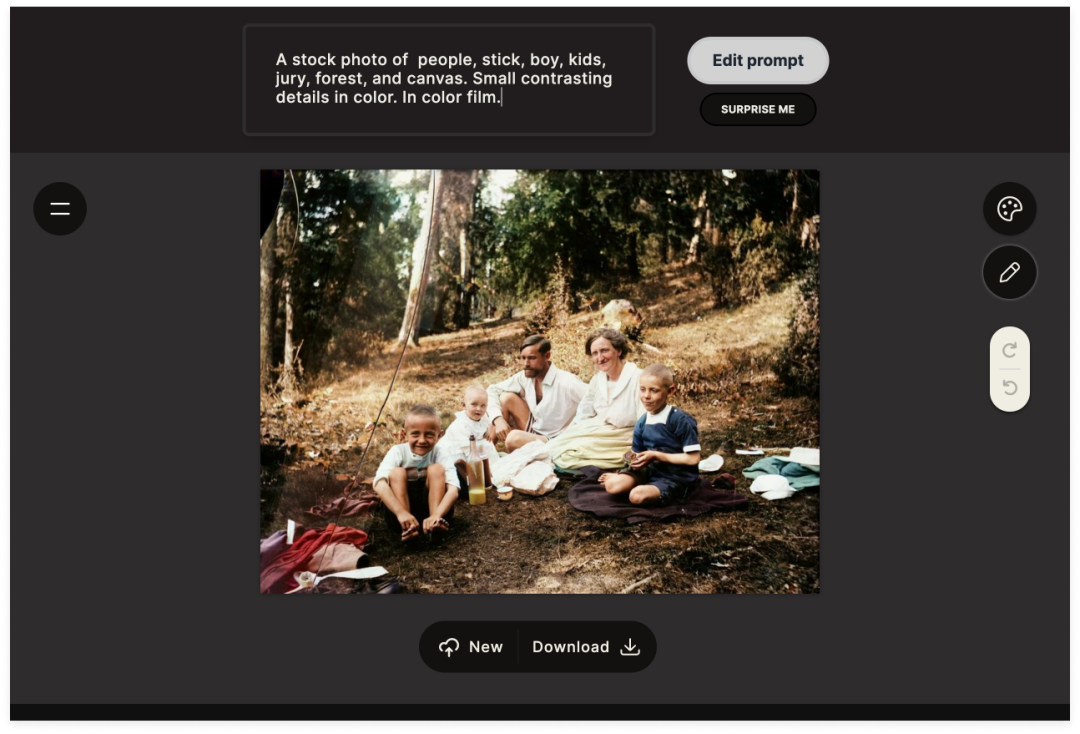 A stock photo of  people, stick, boy, kids,
jury, forest, and canvas. Small contrasting
details in color. In color film.
Edit prompt
SURPRISE ME
New
Download